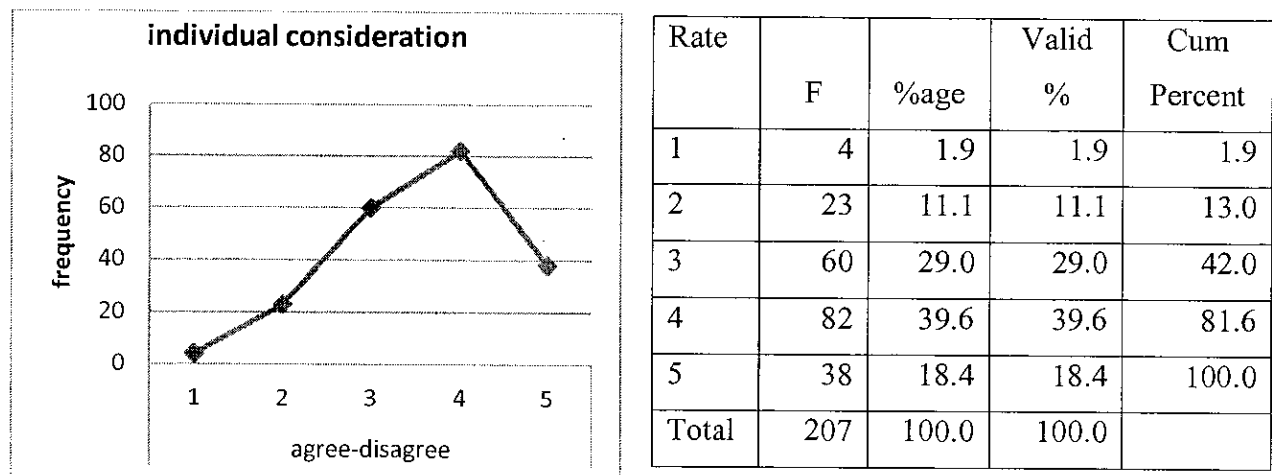 individual consideration
100
80
60
40
20
0
frequency
1 2 3 4 5
agree-disagree
Rate F %age Valid % Cum Percent
1 4 1.9 1.9 1.9
2 23 11.1 11.1 13.0
3 60 29.0 29.0 42.0
4 82 39.6 39.6 81.6
5 38 18.4 18.4 100.0
Total 207 100.0 100.0